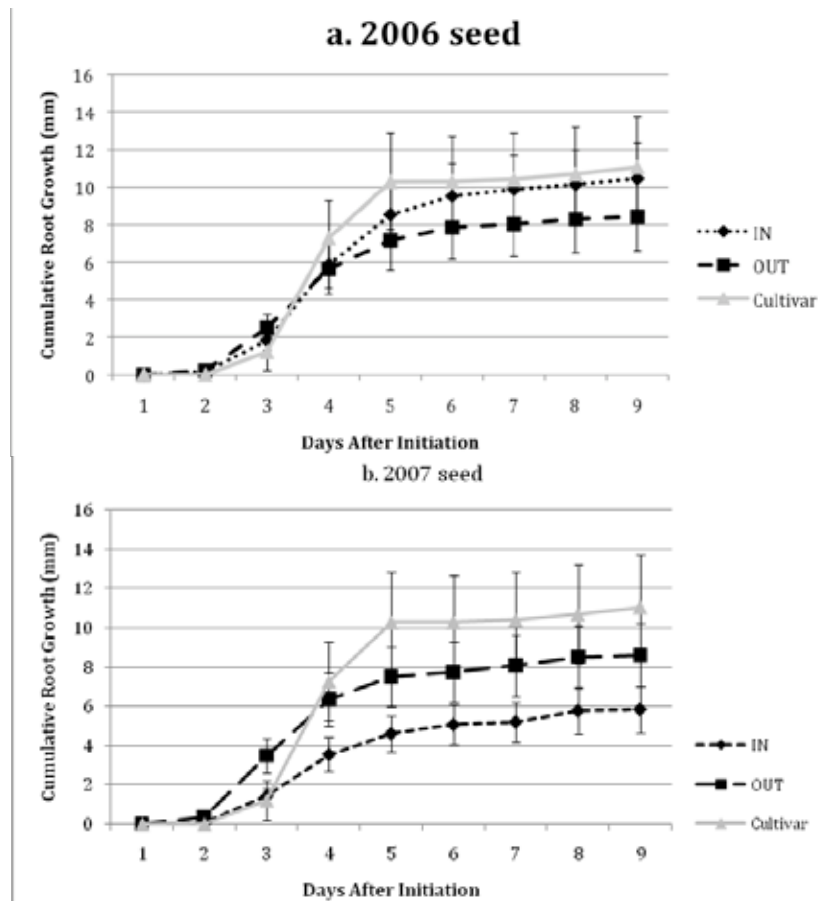 a. 2006 seed
16
14
12
10
8
6
4
2
0
Cumulative Root Growth (mm)
1 2 3 4 5 6 7 8 9
Days After Initiation
IN
OUT
Cultivar
b. 2007 seed
16
14
12
10
8
6
4
2
0
Cumulative Root Growth (mm)
1 2 3 4 5 6 7 8 9
Days After Initiation
IN
OUT
Cultivar